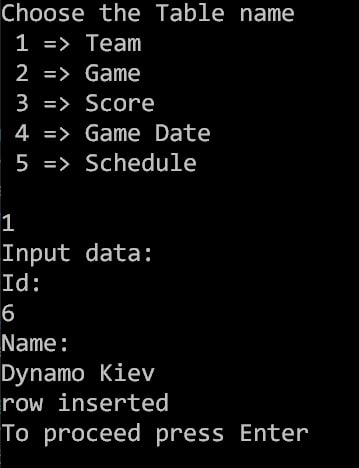 Choose the Table name
1 => Team
2 => Game
3 => Score
4 => Game Date
5 => Schedule
1
Input data:
Id:
6
Name:
Dynamo Kiev
row inserted
To proceed press Enter